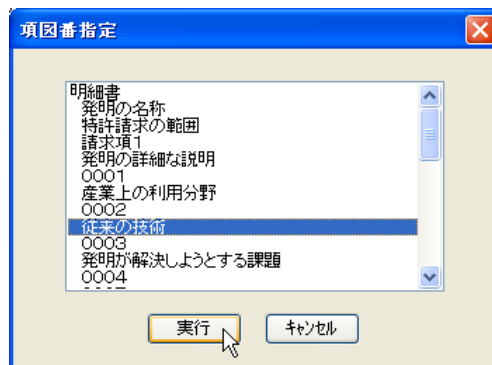 項図番指定
明細書
発明の名称
特許請求の範囲
請求項1
発明の詳細な説明
0001
産業上の利用分野
0002
従来の技術
0003
発明が解決しようとする課題
0004
実行
ｷｬﾝｾﾙ